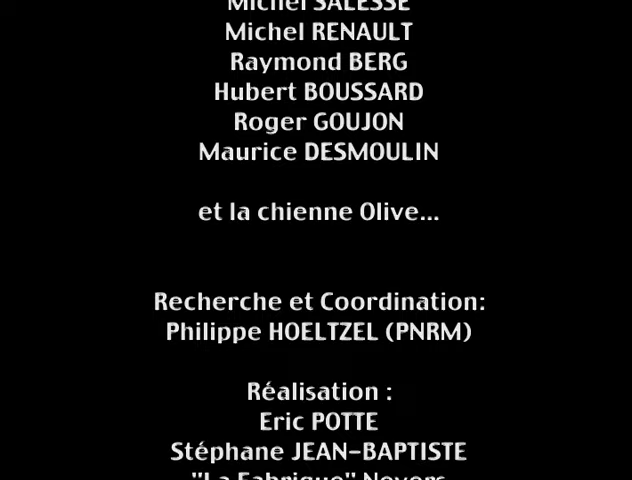 Michel SALESSE
Michel RENAULT
Raymond BERG
Hubert BOUSSARD
Roger GOUJON
Maurice DESMOULIN
et la chienne Olive...
Recherche et Coordination:
Philippe HOELTZEL (PNRM)
Réalisation :
Eric POTTE
Stéphane JEAN-BAPTISTE
"La Fabrique" Nevers